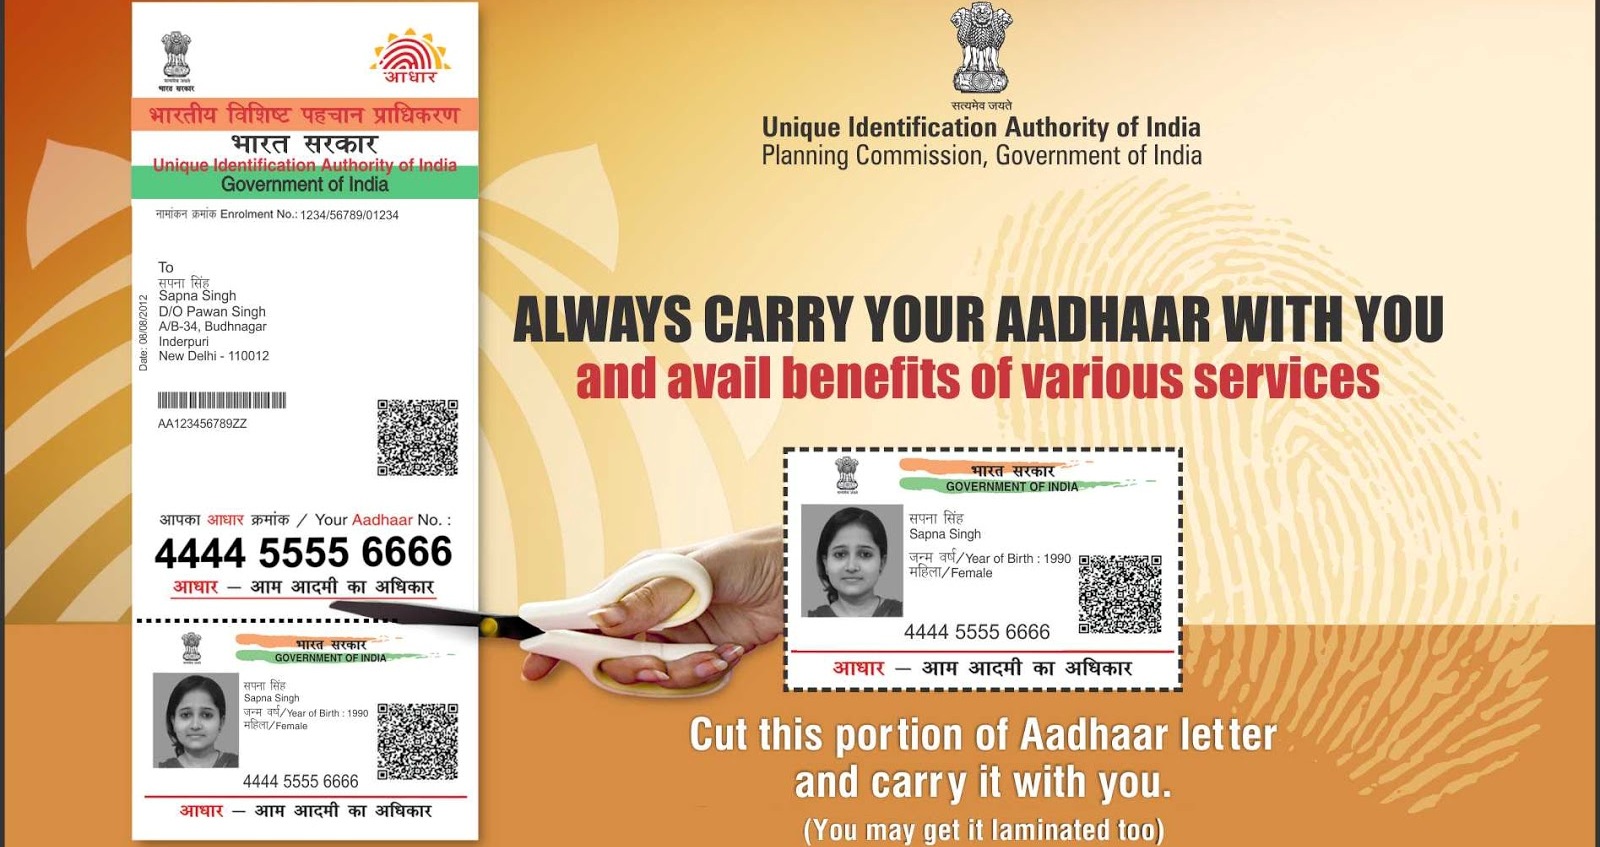 भारत सरकार
आधार
भारतीय विशिष्ट पहचान प्राधिकरण
भारत सरकार
Unique Identification Authority of India
Government of India
नामांकन क्रमांक Enrolment No.: 1234/56789/01234
To
सपना सिंह
Sapna Singh
D/O Pawan Singh
A/B-34, Budhnagar
Inderpuri
New Delhi - 110012
Date: 08/08/2012
AA123456789ZZ
आपका आधार क्रमांक / Your Aadhaar No. :
4444 5555 6666
आधार – आम आदमी का अधिकार
भारत सरकार
GOVERNMENT OF INDIA
सपना सिंह
Sapna Singh
जन्म वर्ष/Year of Birth : 1990
महिला/Female
4444 5555 6666
आधार – आम आदमी का अधिकार
सत्यमेव जयते
Unique Identification Authority of India
Planning Commission, Government of India
ALWAYS CARRY YOUR AADHAAR WITH YOU
and avail benefits of various services
भारत सरकार
GOVERNMENT OF INDIA
सपना सिंह
Sapna Singh
जन्म वर्ष/Year of Birth : 1990
महिला/Female
4444 5555 6666
आधार – आम आदमी का अधिकार
Cut this portion of Aadhaar letter
and carry it with you.
(You may get it laminated too)